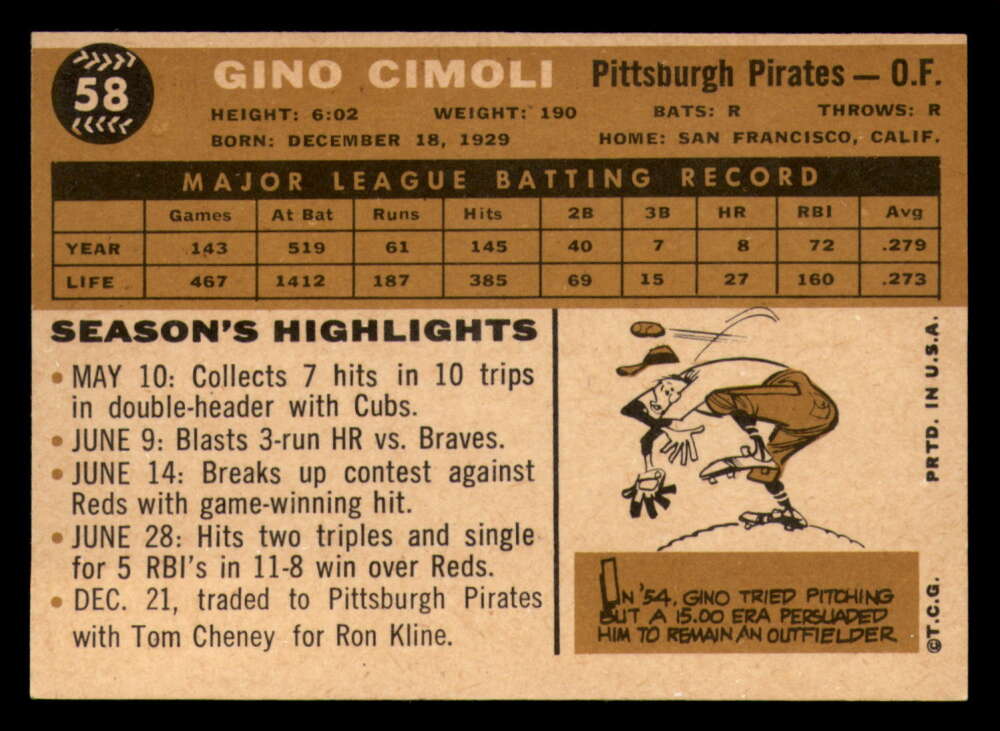 58
GINO CIMOLI Pittsburgh Pirates — O.F.
HEIGHT: 6:02 WEIGHT: 190 BATS: R THROWS: R
BORN: DECEMBER 18, 1929 HOME: SAN FRANCISCO, CALIF.
MAJOR LEAGUE BATTING RECORD
Games At Bat Runs Hits 2B 3B HR RBI Avg
YEAR 143 519 61 145 40 7 8 72 .279
LIFE 467 1412 187 385 69 15 27 160 .273
SEASON'S HIGHLIGHTS
• MAY 10: Collects 7 hits in 10 trips
in double-header with Cubs.
• JUNE 9: Blasts 3-run HR vs. Braves.
• JUNE 14: Breaks up contest against
Reds with game-winning hit.
• JUNE 28: Hits two triples and single
for 5 RBI's in 11-8 win over Reds.
• DEC. 21, traded to Pittsburgh Pirates
with Tom Cheney for Ron Kline.
IN '54, GINO TRIED PITCHING
BUT A 15.00 ERA PERSUADED
HIM TO REMAIN AN OUTFIELDER
©T.C.G. PRTD. IN U.S.A.